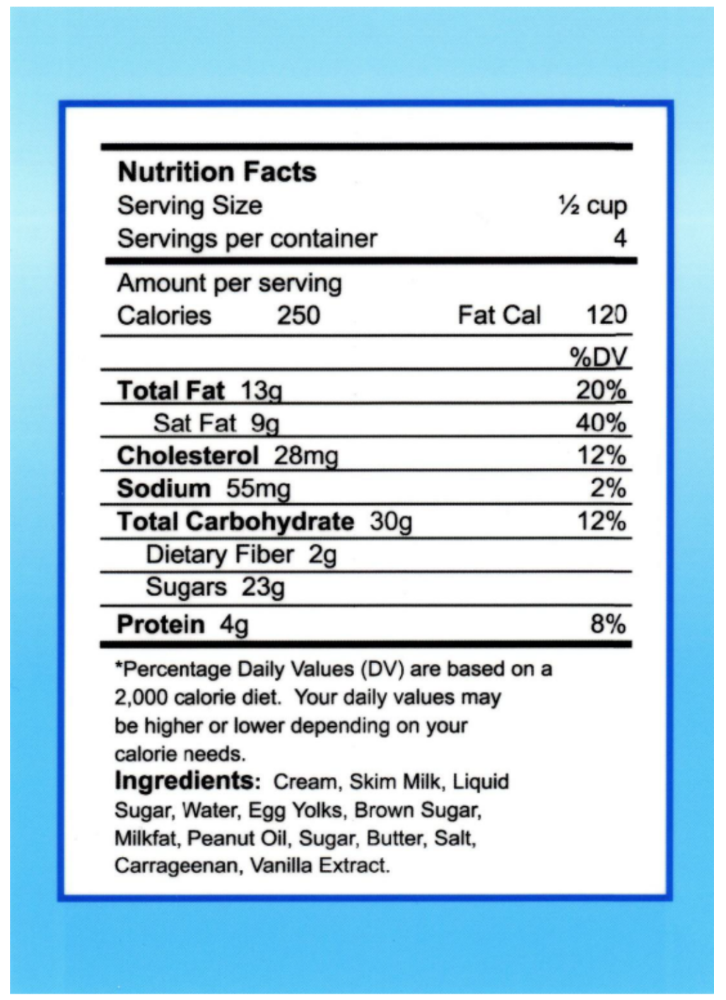 Nutrition Facts
Serving Size ½ cup
Servings per container 4
Amount per serving
Calories 250 Fat Cal 120
%DV
Total Fat 13g 20%
Sat Fat 9g 40%
Cholesterol 28mg 12%
Sodium 55mg 2%
Total Carbohydrate 30g 12%
Dietary Fiber 2g
Sugars 23g
Protein 4g 8%
*Percentage Daily Values (DV) are based on a
2,000 calorie diet. Your daily values may
be higher or lower depending on your
calorie needs.
Ingredients: Cream, Skim Milk, Liquid
Sugar, Water, Egg Yolks, Brown Sugar,
Milkfat, Peanut Oil, Sugar, Butter, Salt,
Carrageenan, Vanilla Extract.